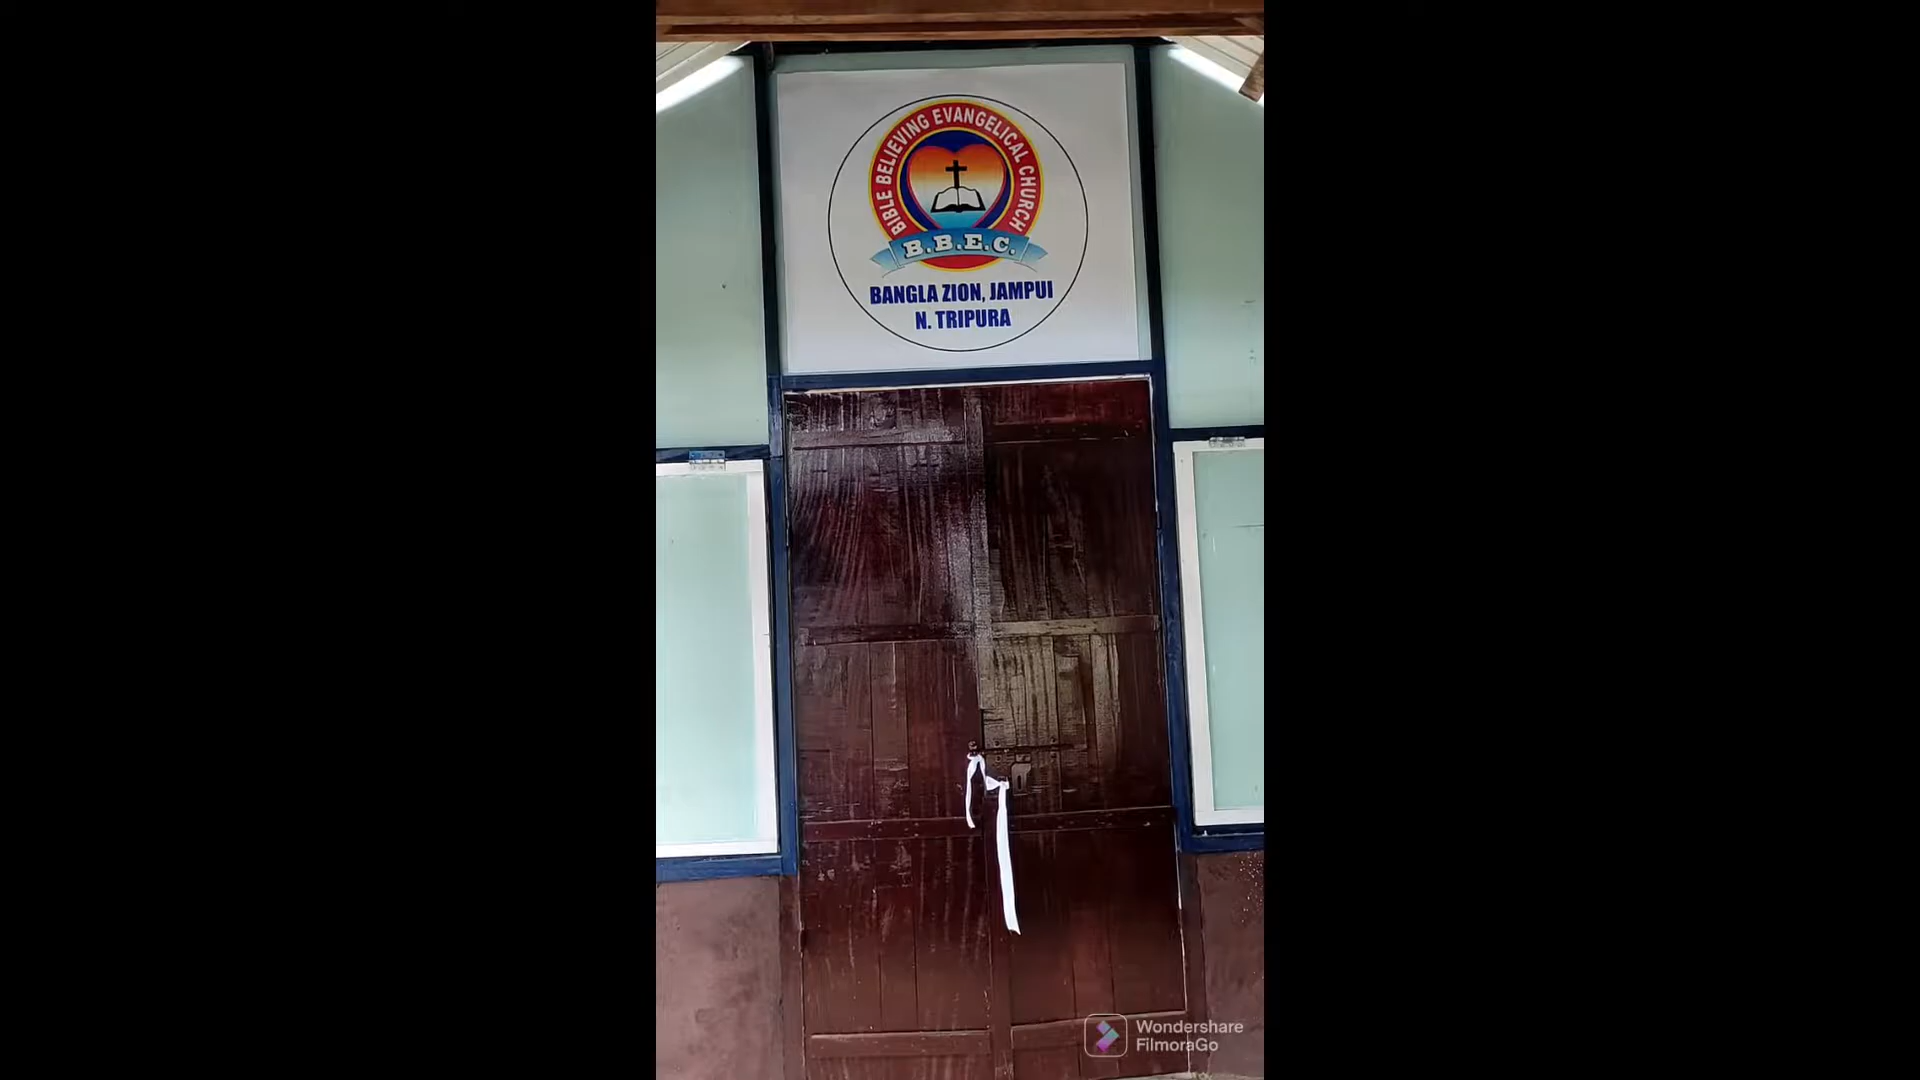 BIBLE BELIEVING EVANGELICAL CHURCH
B.B.E.C.
BANGLA ZION, JAMPUI
N. TRIPURA
Wondershare
FilmoraGo